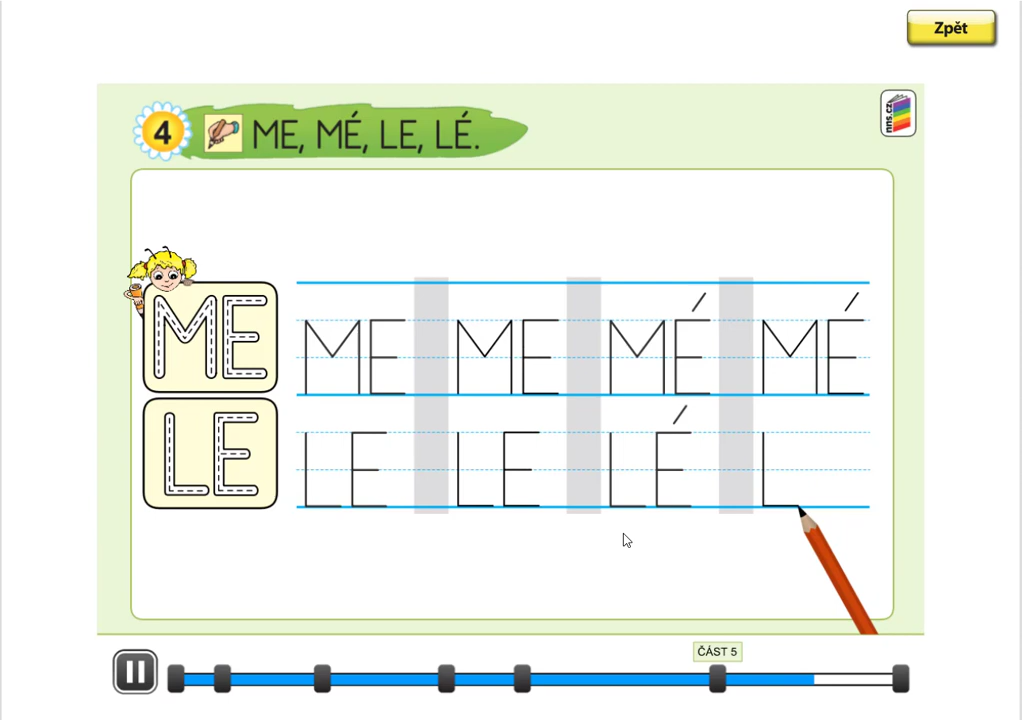 Zpět
4 ME, MÉ, LE, LÉ.
nns.cz
ME ME ME MÉ MÉ
LE LE LE LÉ L
ČÁST 5